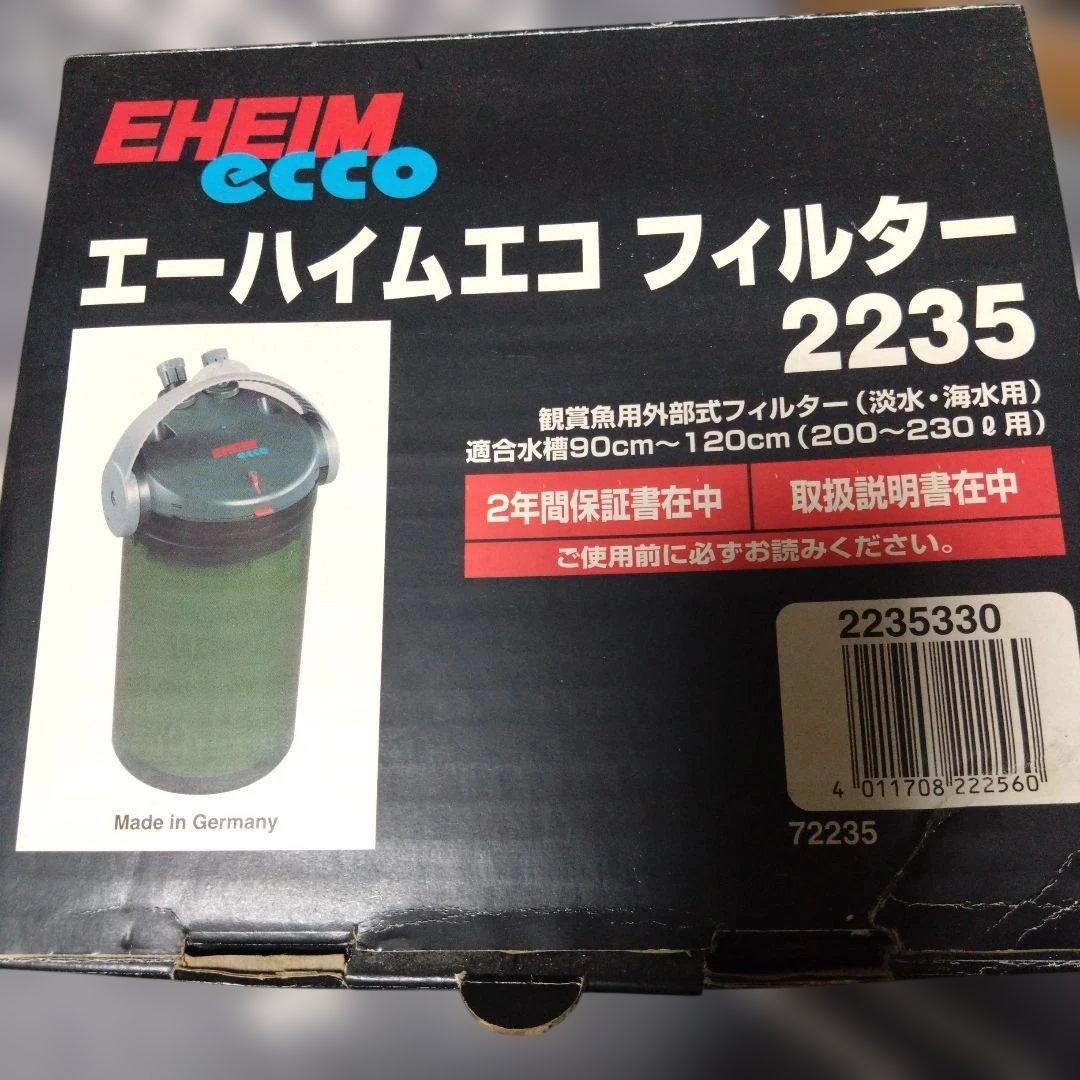 EHEIM
ecco
エーハイムエコ フィルター
2235
観賞魚用外部式フィルター(淡水・海水用)
適合水槽90cm～120cm(200～230ℓ用)
2年間保証書在中
取扱説明書在中
ご使用前に必ずお読みください。
EHEIM
ecco
Made in Germany
2235330
4 011708 222560
72235